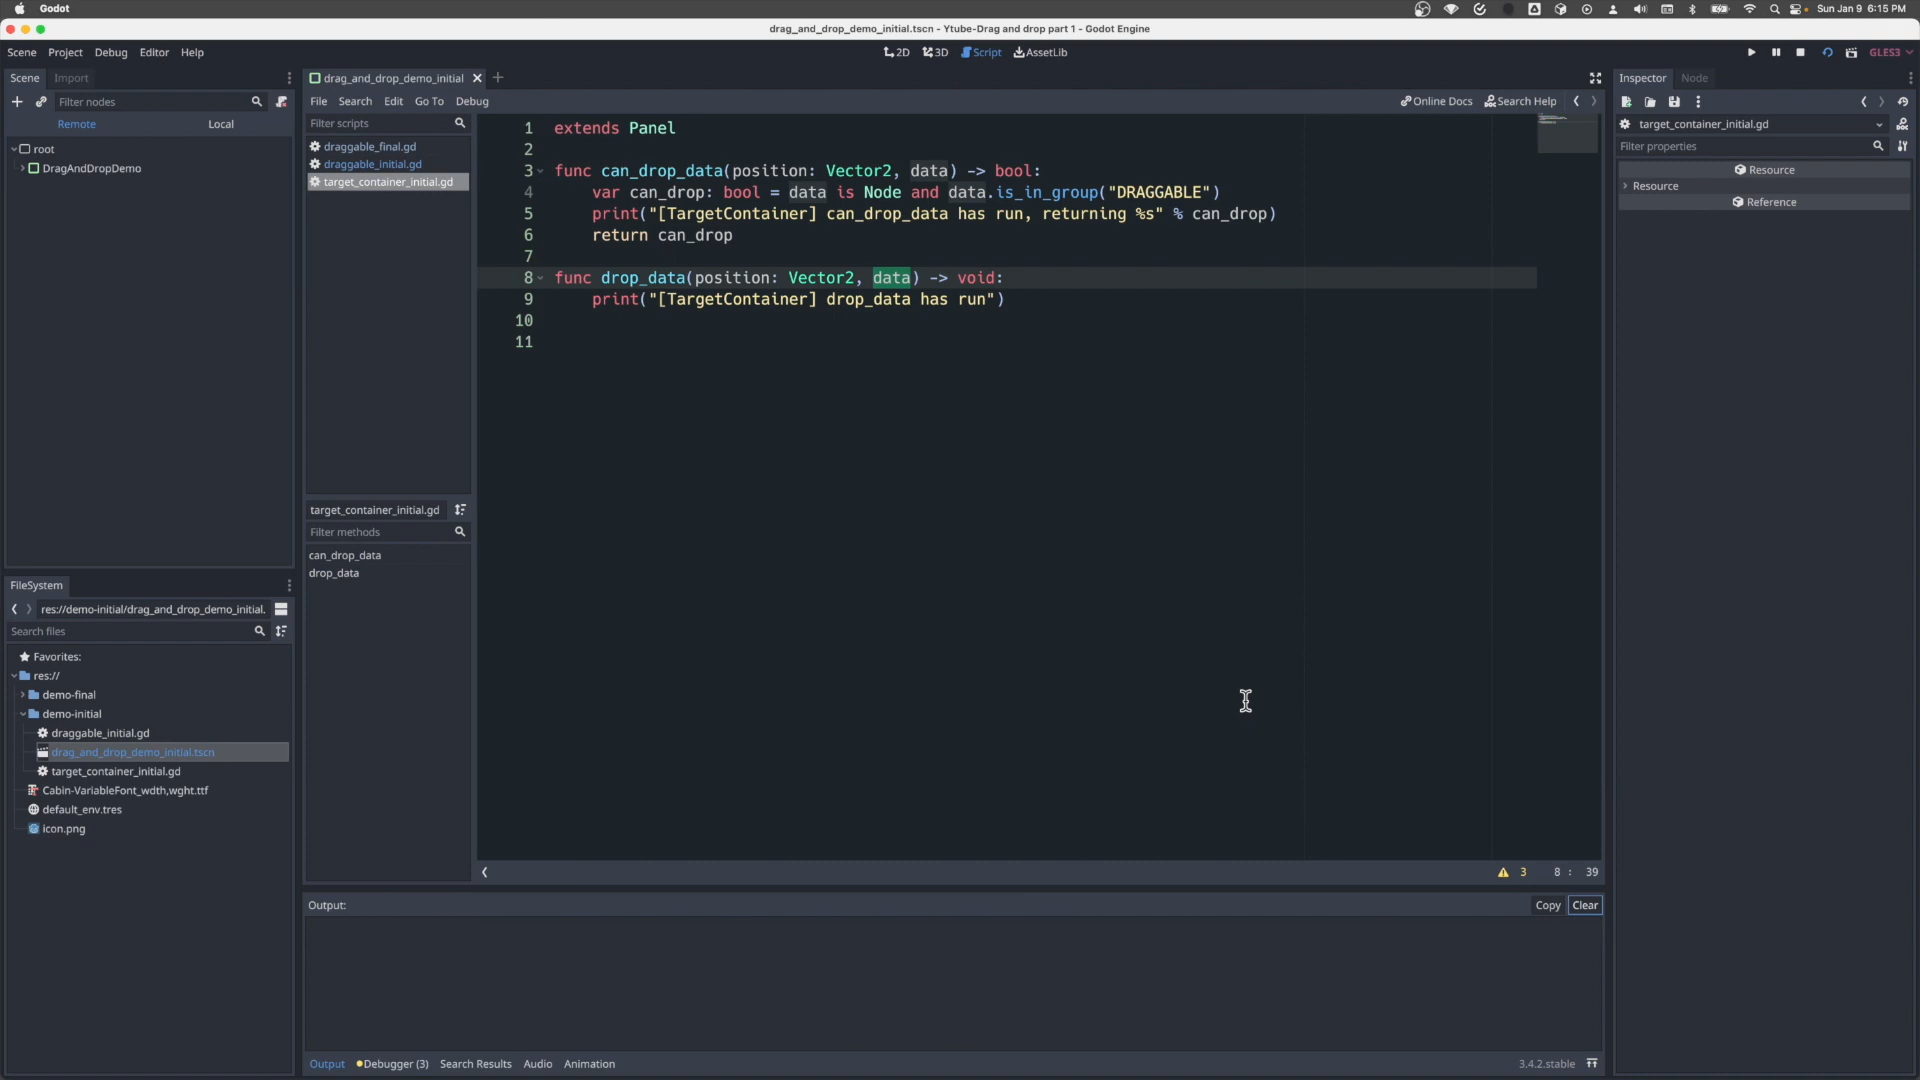 Godot
Sun Jan 9 6:15 PM
drag_and_drop_demo_initial.tscn - Ytube-Drag and drop part 1 - Godot Engine
Scene Project Debug Editor Help
2D 3D Script AssetLib
GLES3
Scene Import
Filter nodes
Remote Local
root
DragAndDropDemo
drag_and_drop_demo_initial
File Search Edit Go To Debug
Online Docs Search Help
Filter scripts
draggable_final.gd
draggable_initial.gd
target_container_initial.gd
target_container_initial.gd
Filter methods
can_drop_data
drop_data
1 extends Panel
2
3 func can_drop_data(position: Vector2, data) -> bool:
4 var can_drop: bool = data is Node and data.is_in_group("DRAGGABLE")
5 print("[TargetContainer] can_drop_data has run, returning %s" % can_drop)
6 return can_drop
7
8 func drop_data(position: Vector2, data) -> void:
9 print("[TargetContainer] drop_data has run")
10
11
3 8 : 39
Inspector Node
target_container_initial.gd
Filter properties
Resource
Resource
Reference
FileSystem
res://demo-initial/drag_and_drop_demo_initial.
Search files
Favorites:
res://
demo-final
demo-initial
draggable_initial.gd
drag_and_drop_demo_initial.tscn
target_container_initial.gd
Cabin-VariableFont_wdth,wght.ttf
default_env.tres
icon.png
Output: Copy Clear
Output Debugger (3) Search Results Audio Animation 3.4.2.stable